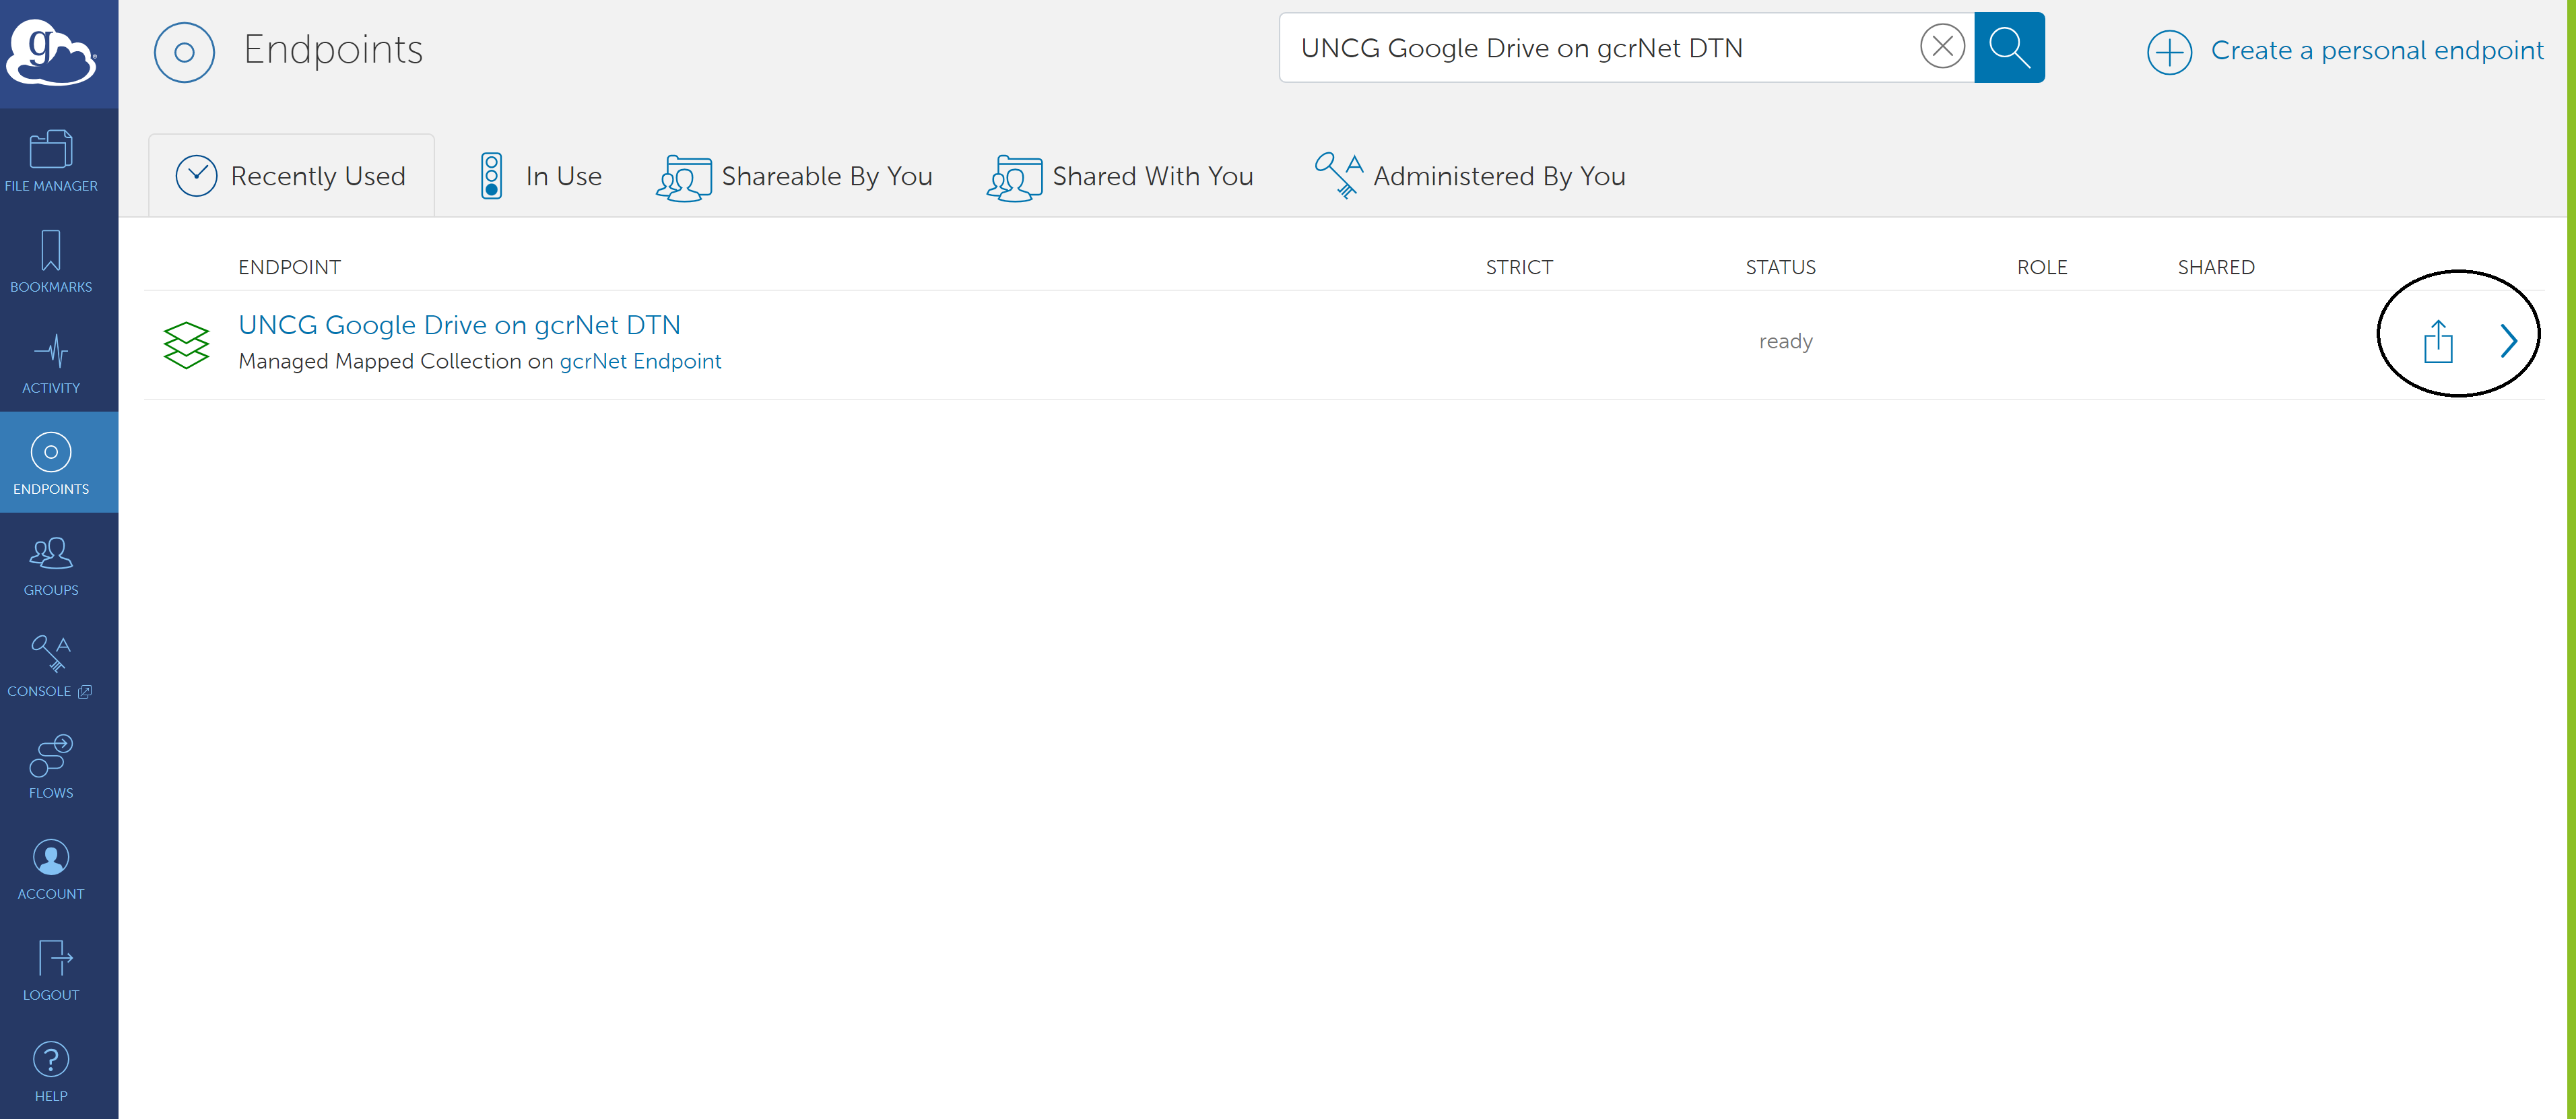 g
Endpoints
UNCG Google Drive on gcrNet DTN
Create a personal endpoint
FILE MANAGER
BOOKMARKS
ACTIVITY
ENDPOINTS
GROUPS
CONSOLE
FLOWS
ACCOUNT
LOGOUT
?
HELP
Recently Used
In Use
Shareable By You
Shared With You
A
Administered By You
ENDPOINT STRICT STATUS ROLE SHARED
UNCG Google Drive on gcrNet DTN
Managed Mapped Collection on gcrNet Endpoint
ready